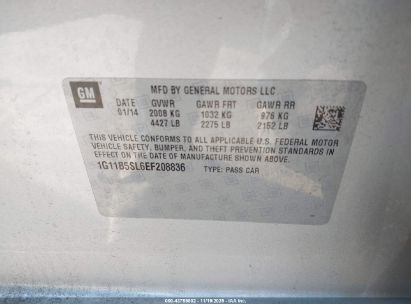 GM
MFD BY GENERAL MOTORS LLC
DATE GVWR GAWR FRT GAWR RR
01/14 2008 KG 1032 KG 976 KG
4427 LB 2275 LB 2152 LB
THIS VEHICLE CONFORMS TO ALL APPLICABLE U.S. FEDERAL MOTOR
VEHICLE SAFETY, BUMPER, AND THEFT PREVENTION STANDARDS IN
EFFECT ON THE DATE OF MANUFACTURE SHOWN ABOVE.
1G11B5SL6EF208836 TYPE: PASS CAR